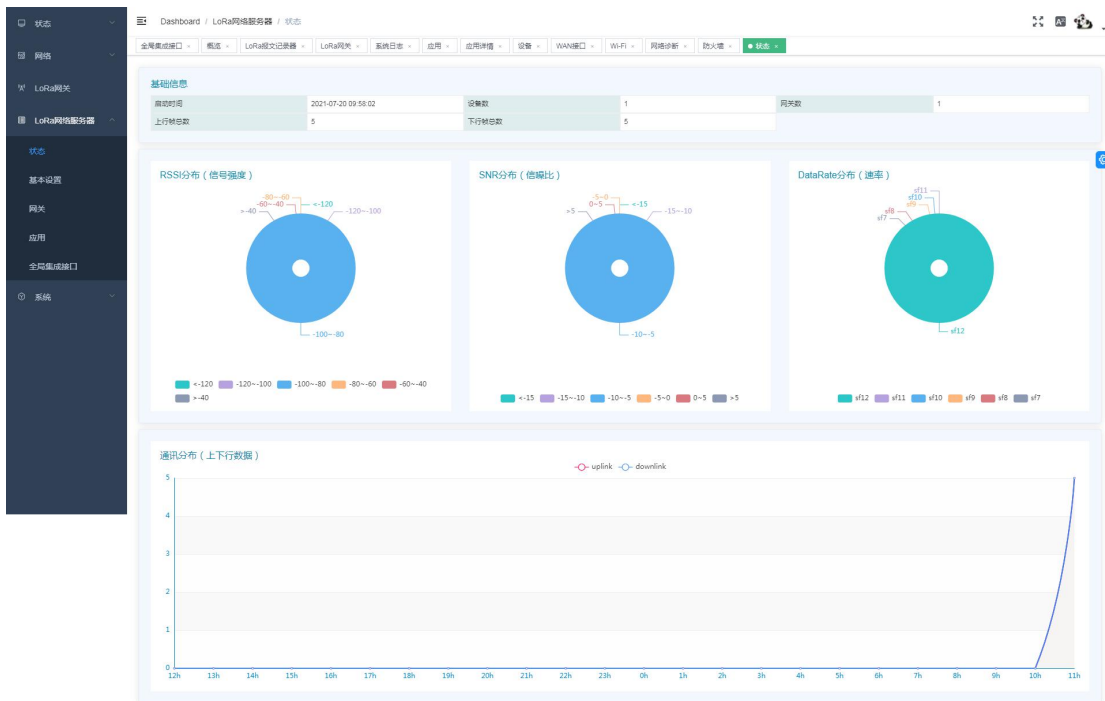 状态
网络
LoRa网关
LoRa网络服务器
状态
基本设置
网关
应用
全局集成接口
系统
Dashboard / LoRa网络服务器 / 状态
全局集成接口 × 概览 × LoRa报文记录器 × LoRa网关 × 系统日志 × 应用 × 应用详情 × 设备 × WAN接口 × Wi-Fi × 网络诊断 × 防火墙 × 状态 ×
基础信息
启动时间 2021-07-20 09:58:02 设备数 1 网关数 1
上行帧总数 5 下行帧总数 5
RSSI分布（信号强度）
-80~-60
-60~-40
<-120
>-40
-120~-100
-100~-80
<-120 -120~-100 -100~-80 -80~-60 -60~-40
>-40
SNR分布（信噪比）
-5~0
0~5
<-15
>5
-15~-10
-10~-5
<-15 -15~-10 -10~-5 -5~0 0~5 >5
DataRate分布（速率）
sf11
sf10
sf9
sf8
sf7
sf12
sf12 sf11 sf10 sf9 sf8 sf7
通讯分布（上下行数据）
uplink downlink
5
4
3
2
1
0
12h 13h 14h 15h 16h 17h 18h 19h 20h 21h 22h 23h 0h 1h 2h 3h 4h 5h 6h 7h 8h 9h 10h 11h